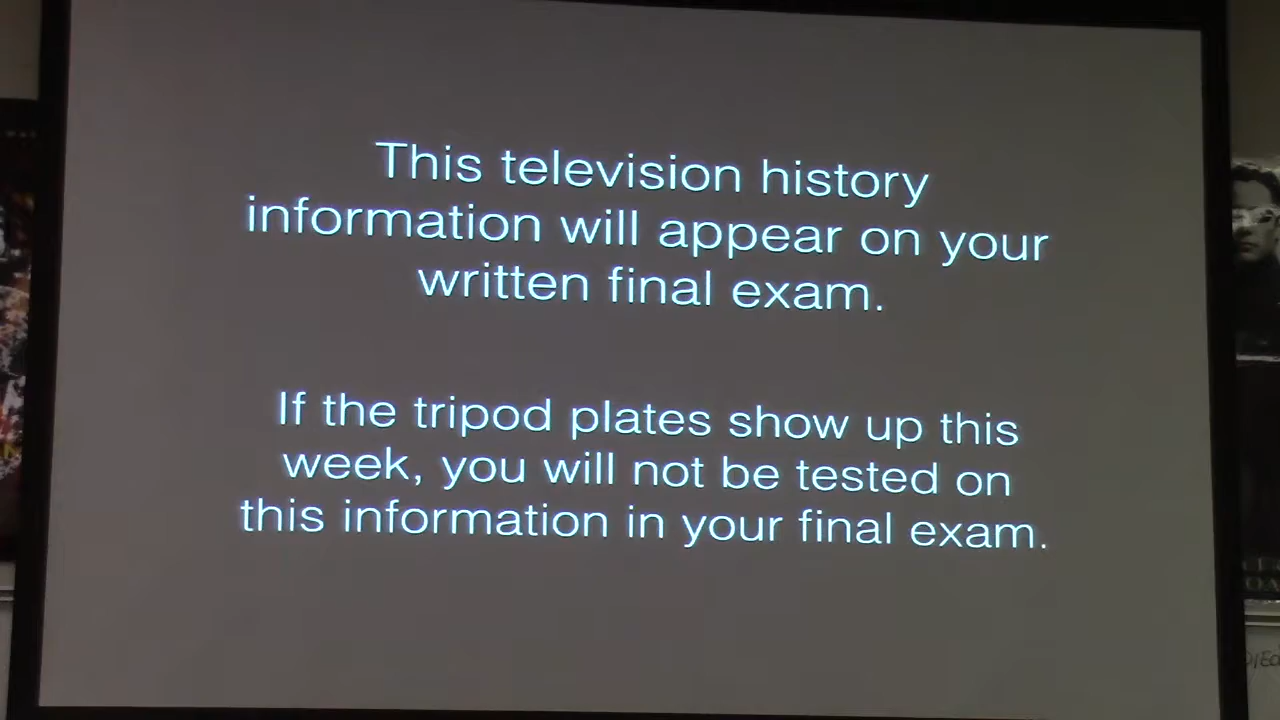 This television history
information will appear on your
written final exam.
If the tripod plates show up this
week, you will not be tested on
this information in your final exam.